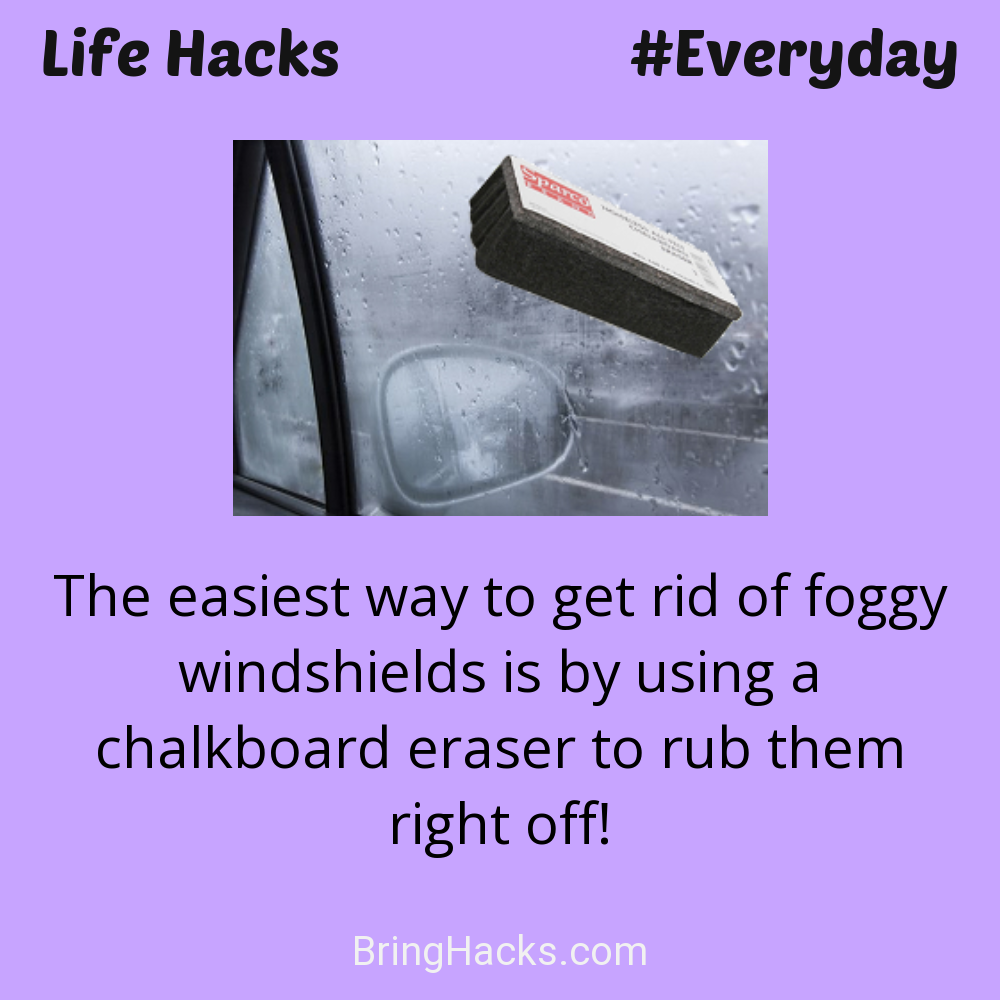 Life Hacks
#Everyday
Sparco
The easiest way to get rid of foggy
windshields is by using a
chalkboard eraser to rub them
right off!
BringHacks.com